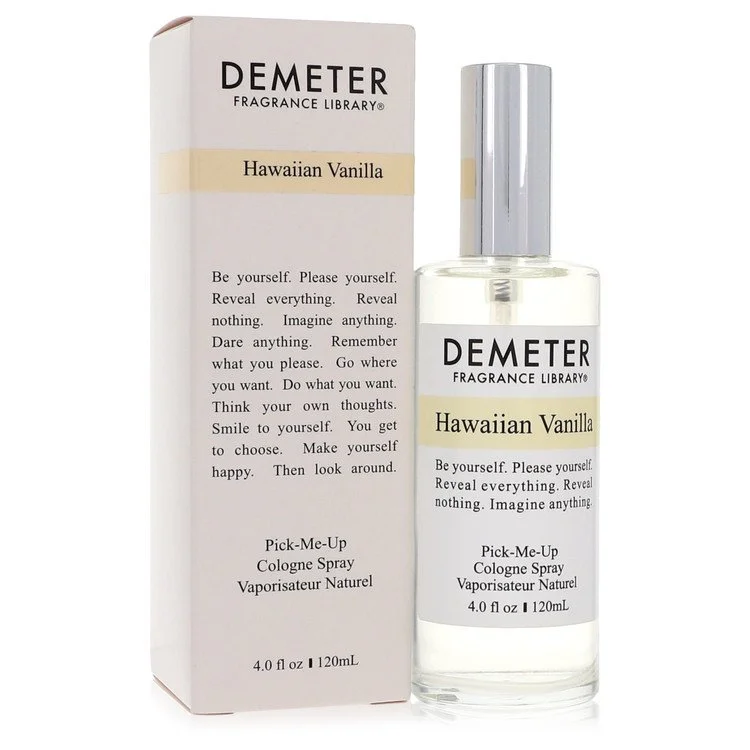 DEMETER
FRAGRANCE LIBRARY®
Hawaiian Vanilla
Be yourself. Please yourself.
Reveal everything. Reveal
nothing. Imagine anything.
Dare anything. Remember
what you please. Go where
you want. Do what you want.
Think your own thoughts.
Smile to yourself. You get
to choose. Make yourself
happy. Then look around.
Pick-Me-Up
Cologne Spray
Vaporisateur Naturel
4.0 fl oz | 120mL
DEMETER
FRAGRANCE LIBRARY®
Hawaiian Vanilla
Be yourself. Please yourself.
Reveal everything. Reveal
nothing. Imagine anything.
Pick-Me-Up
Cologne Spray
Vaporisateur Naturel
4.0 fl oz | 120mL